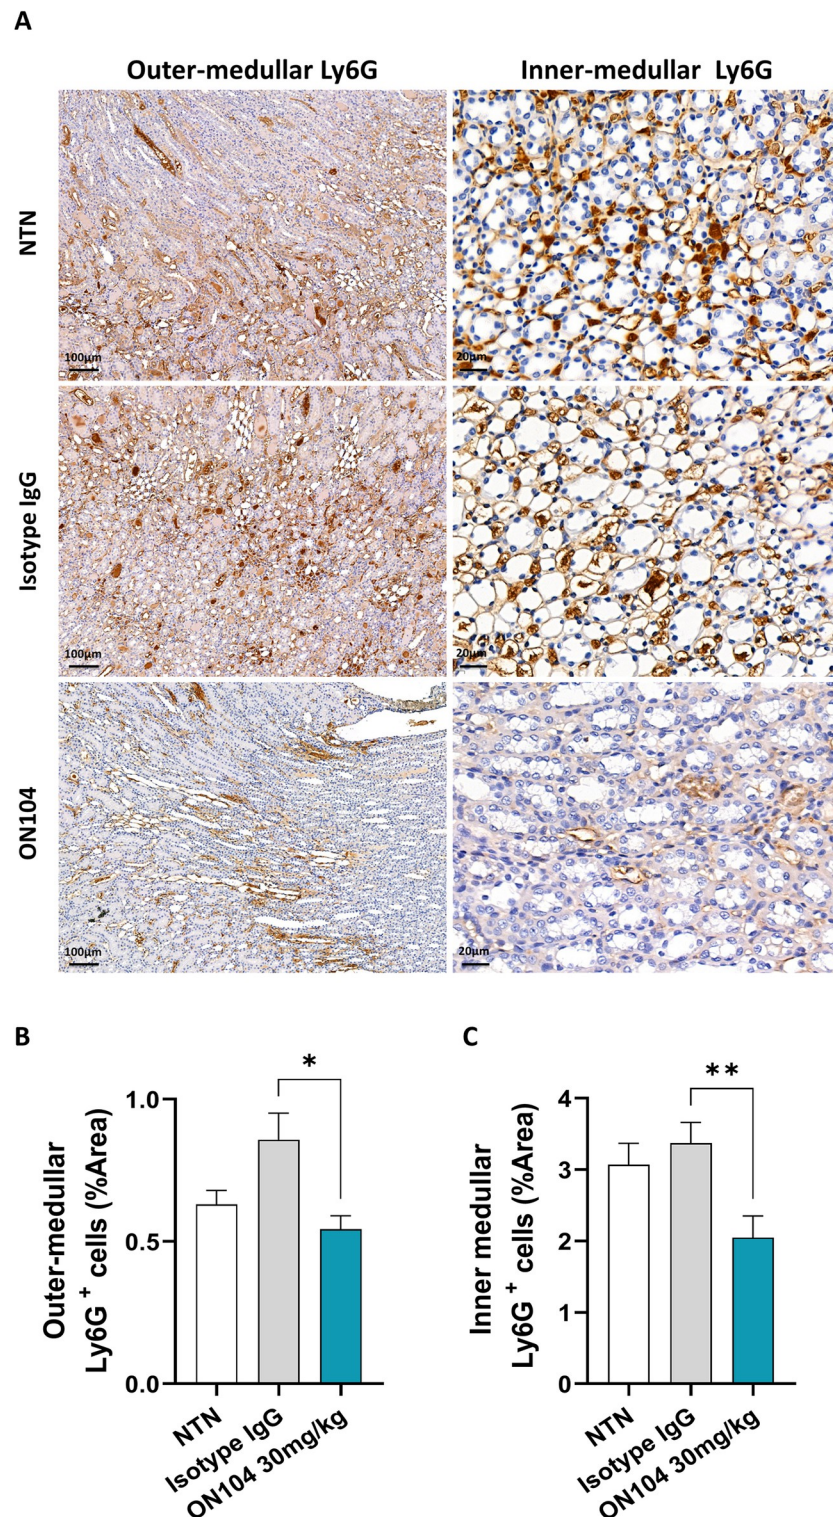 A
Outer-medullar Ly6G
Inner-medullar Ly6G
NTN
100μm
20μm
Isotype IgG
100μm
20μm
ON104
100μm
20μm
B
*
Outer-medullar
Ly6G + cells (%Area)
1.0
0.5
0.0
NTN
Isotype IgG
ON104 30mg/kg
C
**
Inner medullar
Ly6G + cells (%Area)
4
3
2
1
0
NTN
Isotype IgG
ON104 30mg/kg